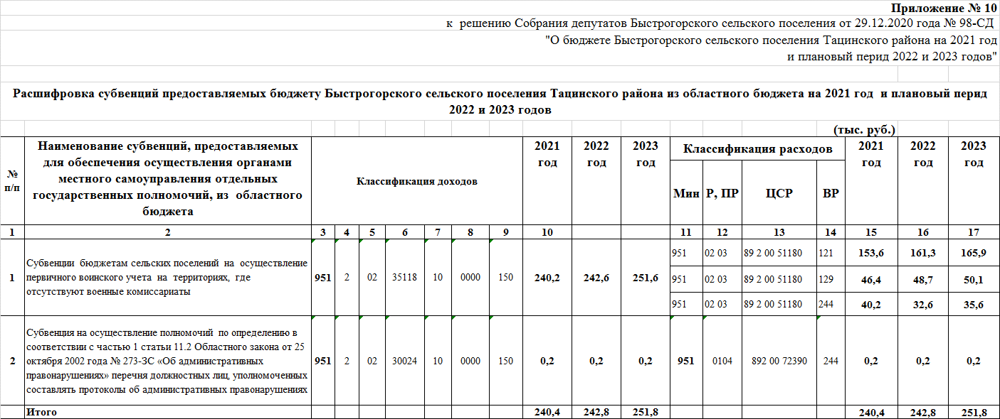 Приложение № 10
к решению Собрания депутатов Быстрогорского сельского поселения от 29.12.2020 года № 98-СД
"О бюджете Быстрогорского сельского поселения Тацинского района на 2021 год
и плановый перид 2022 и 2023 годов"
Расшифровка субвенций предоставляемых бюджету Быстрогорского сельского поселения Тацинского района из областного бюджета на 2021 год и плановый перид
2022 и 2023 годов
(тыс. руб.)
№ п/п
Наименование субвенций, предоставляемых
для обеспечения осуществления органами
местного самоуправления отдельных
государственных полномочий, из областного
бюджета
Классификация доходов
2021 год
2022 год
2023 год
Классификация расходов
Мин Р, ПР ЦСР ВР
2021 год
2022 год
2023 год
1 2 3 4 5 6 7 8 9 10 11 12 13 14 15 16 17
1
Субвенции бюджетам сельских поселений на осуществление
первичного воинского учета на территориях, где
отсутствуют военные комиссариаты
951 2 02 35118 10 0000 150 240,2 242,6 251,6
951 02 03 89 2 00 51180 121 153,6 161,3 165,9
951 02 03 89 2 00 51180 129 46,4 48,7 50,1
951 02 03 89 2 00 51180 244 40,2 32,6 35,6
2
Субвенция на осуществление полномочий по определению в
соответствии с частью 1 статьи 11.2 Областного закона от 25
октября 2002 года № 273-ЗС «Об административных
правонарушениях» перечня должностных лиц, уполномоченных
составлять протоколы об административных правонарушениях
951 2 02 30024 10 0000 150 0,2 0,2 0,2 951 0104 892 00 72390 244 0,2 0,2 0,2
Итого 240,4 242,8 251,8 240,4 242,8 251,8